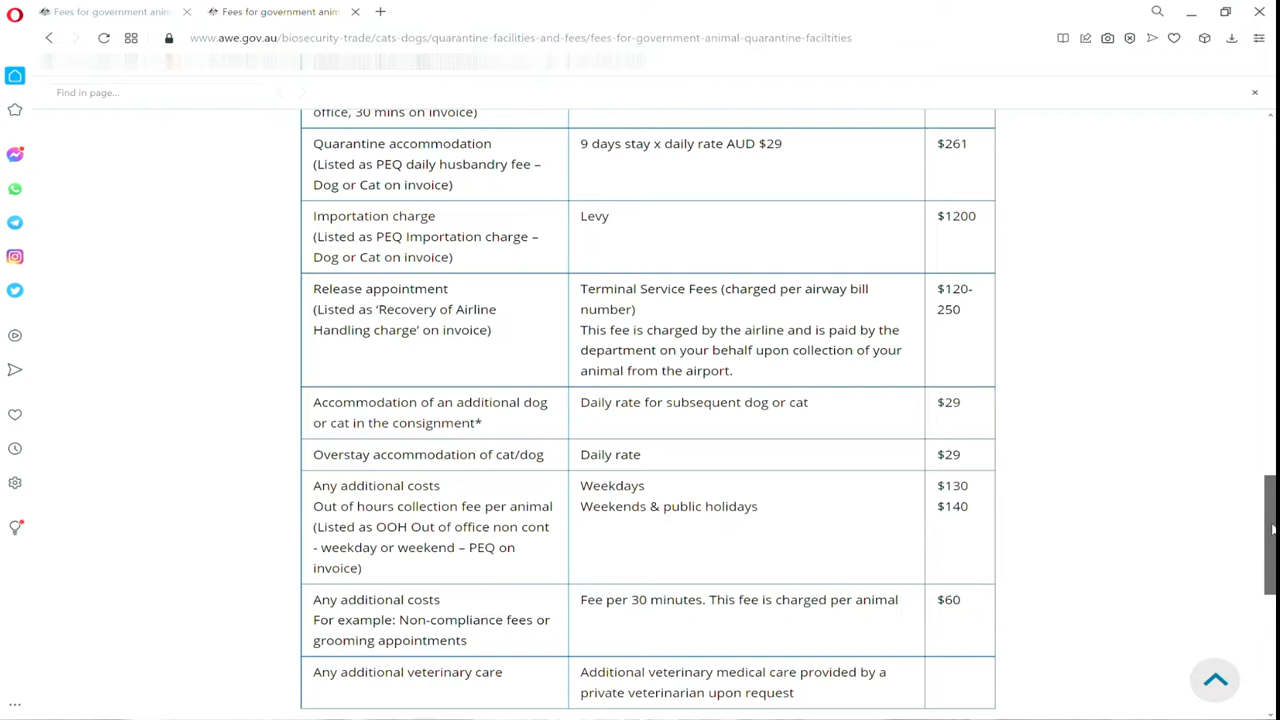 Fees for government anim
Fees for government anim
www.awe.gov.au/biosecurity-trade/cats-dogs/quarantine-facilities-and-fees/fees-for-government-animal-quarantine-faciltities
Find in page...
office, 30 mins on invoice)
Quarantine accommodation
(Listed as PEQ daily husbandry fee –
Dog or Cat on invoice)
9 days stay x daily rate AUD $29
$261
Importation charge
(Listed as PEQ Importation charge –
Dog or Cat on invoice)
Levy
$1200
Release appointment
(Listed as ‘Recovery of Airline
Handling charge’ on invoice)
Terminal Service Fees (charged per airway bill
number)
This fee is charged by the airline and is paid by the
department on your behalf upon collection of your
animal from the airport.
$120-
250
Accommodation of an additional dog
or cat in the consignment*
Daily rate for subsequent dog or cat
$29
Overstay accommodation of cat/dog
Daily rate
$29
Any additional costs
Out of hours collection fee per animal
(Listed as OOH Out of office non cont
- weekday or weekend – PEQ on
invoice)
Weekdays
Weekends & public holidays
$130
$140
Any additional costs
For example: Non-compliance fees or
grooming appointments
Fee per 30 minutes. This fee is charged per animal
$60
Any additional veterinary care
Additional veterinary medical care provided by a
private veterinarian upon request